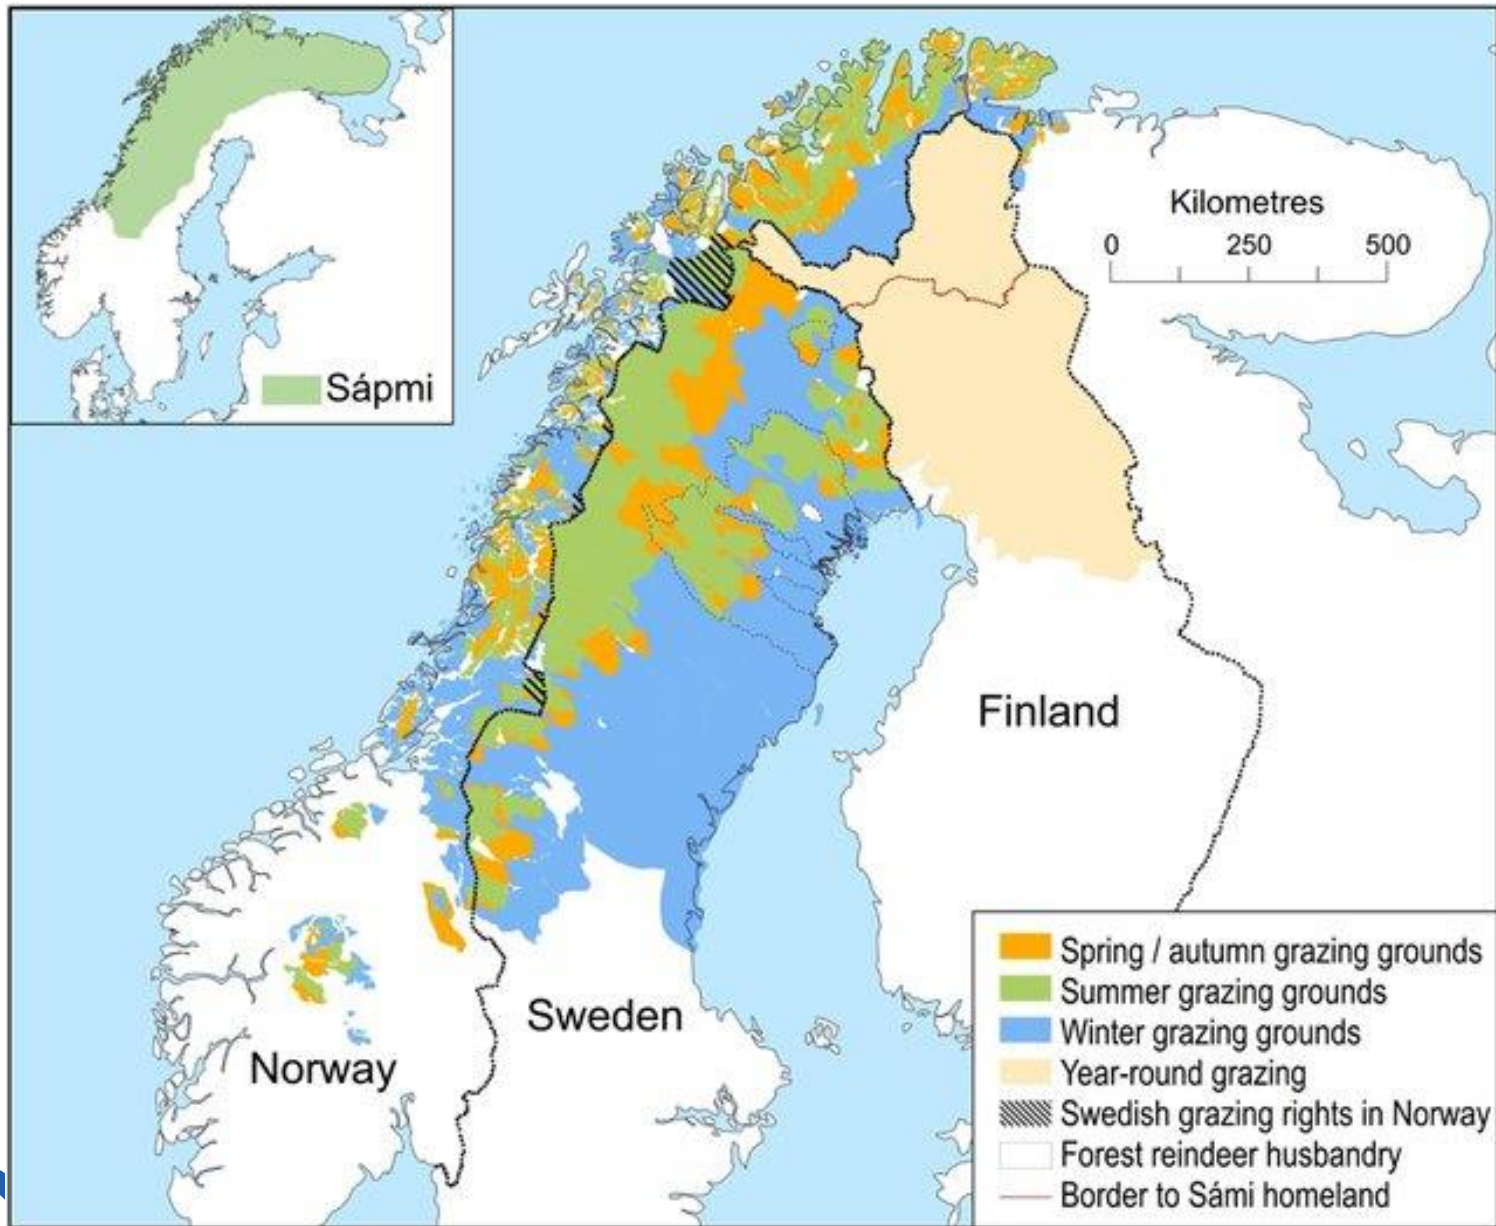 Sápmi
Kilometres
0 250 500
Finland
Sweden
Norway
Spring / autumn grazing grounds
Summer grazing grounds
Winter grazing grounds
Year-round grazing
Swedish grazing rights in Norway
Forest reindeer husbandry
Border to Sámi homeland